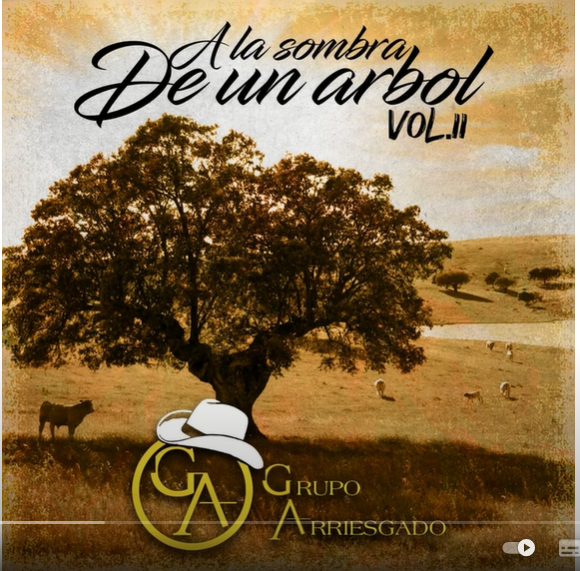 A la sombra
De un arbol
VOL.II
GA
GRUPO
ARRIESGADO